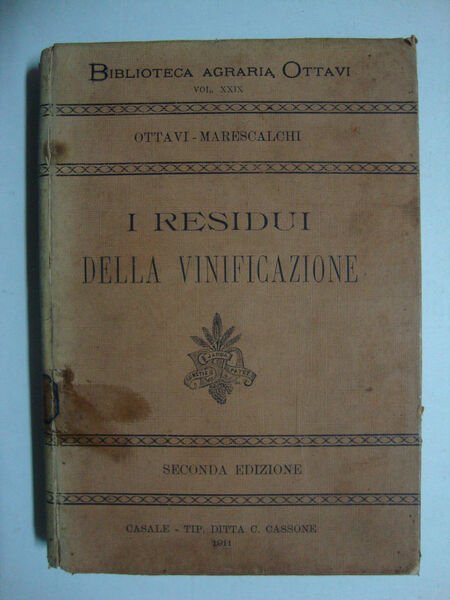 BIBLIOTECA AGRARIA OTTAVI
VOL. XXIX
OTTAVI - MARESCALCHI
I RESIDUI
DELLA VINIFICAZIONE
SECONDA EDIZIONE
CASALE - TIP. DITTA C. CASSONE
1911